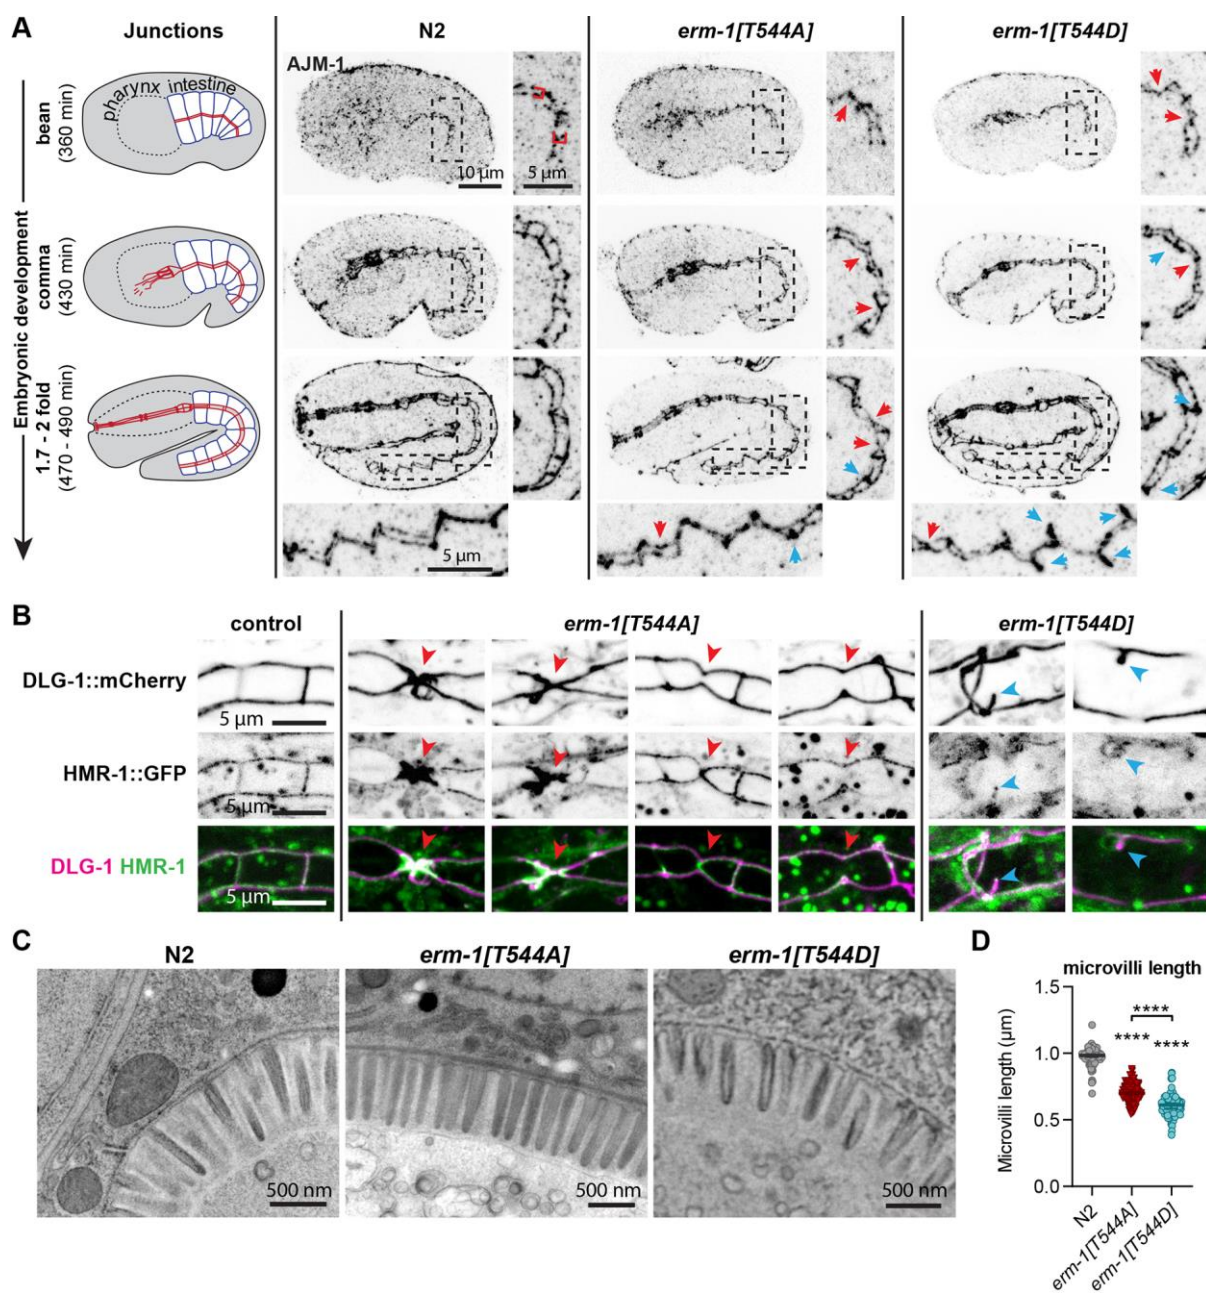 A
Junctions
N2
erm-1[T544A]
erm-1[T544D]
Embryonic development
bean
(360 min)
pharynx intestine
AJM-1
10 µm
5 µm
comma
(430 min)
1.7 - 2 fold
(470 - 490 min)
5 µm
B
control
erm-1[T544A]
erm-1[T544D]
DLG-1::mCherry
5 µm
HMR-1::GFP
5 µm
DLG-1 HMR-1
5 µm
C
N2
erm-1[T544A]
erm-1[T544D]
500 nm
500 nm
500 nm
D
microvilli length
Microvilli length (µm)
1.5
1.0
0.5
0.0
****
****
****
N2
erm-1[T544A]
erm-1[T544D]